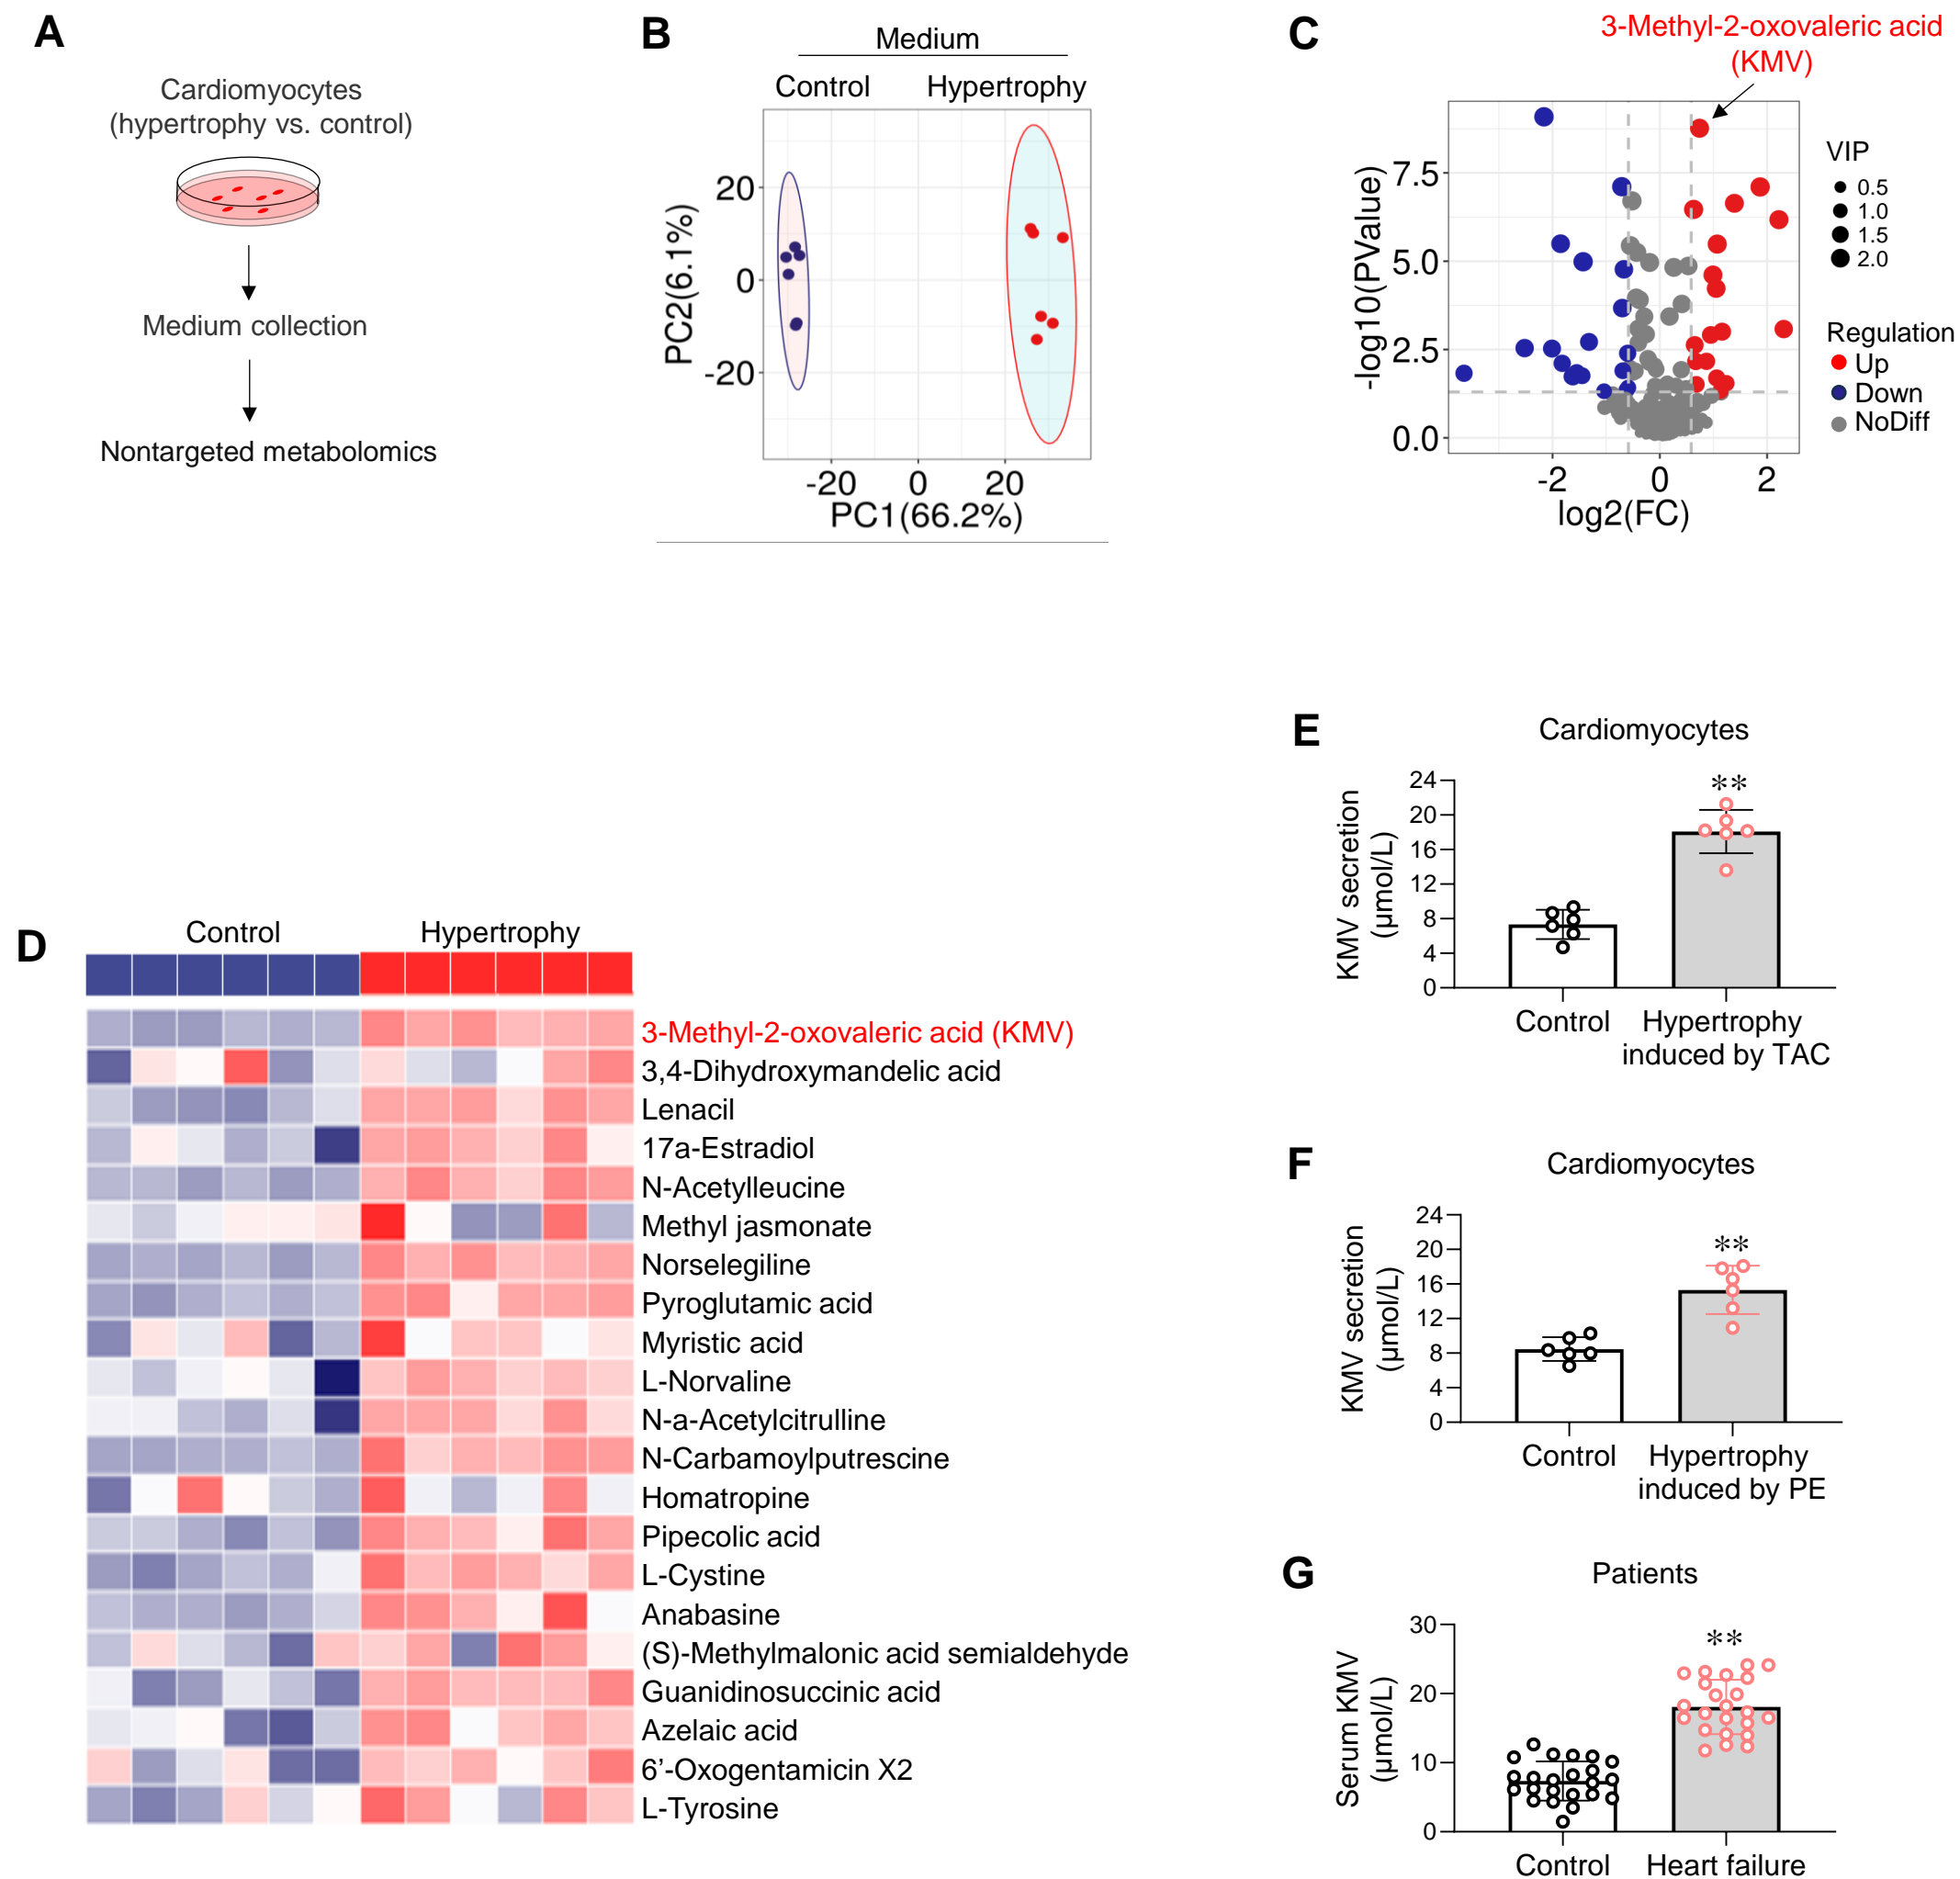 A
Cardiomyocytes
(hypertrophy vs. control)
Medium collection
Nontargeted metabolomics
B
Medium
Control
Hypertrophy
20
0
-20
PC2(6.1%)
-20
0
20
PC1(66.2%)
C
3-Methyl-2-oxovaleric acid
(KMV)
7.5
5.0
2.5
0.0
-log10(PValue)
-2
0
2
log2(FC)
VIP
0.5
1.0
1.5
2.0
Regulation
Up
Down
NoDiff
D
Control
Hypertrophy
3-Methyl-2-oxovaleric acid (KMV)
3,4-Dihydroxymandelic acid
Lenacil
17a-Estradiol
N-Acetylleucine
Methyl jasmonate
Norselegiline
Pyroglutamic acid
Myristic acid
L-Norvaline
N-a-Acetylcitrulline
N-Carbamoylputrescine
Homatropine
Pipecolic acid
L-Cystine
Anabasine
(S)-Methylmalonic acid semialdehyde
Guanidinosuccinic acid
Azelaic acid
6’-Oxogentamicin X2
L-Tyrosine
E
Cardiomyocytes
KMV secretion
(μmol/L)
24
20
16
12
8
4
0
**
Control
Hypertrophy
induced by TAC
F
Cardiomyocytes
KMV secretion
(μmol/L)
24
20
16
12
8
4
0
**
Control
Hypertrophy
induced by PE
G
Patients
Serum KMV
(μmol/L)
30
20
10
0
**
Control
Heart failure